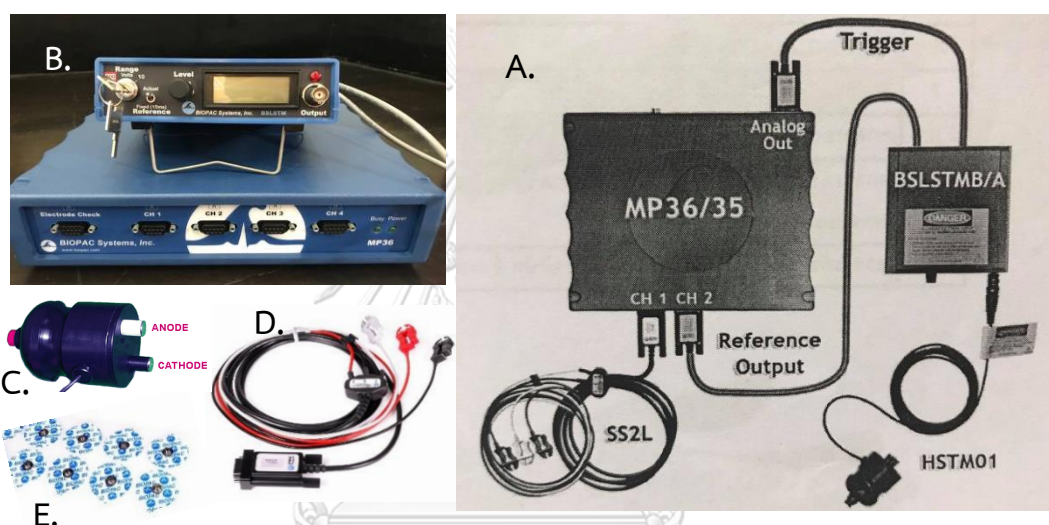 B.
Range
Volts
Level
Actual
Fixed (15ms)
Reference
BIOPAC Systems, Inc. BSLSTM
Output
Electrode Check
CH 1
CH 2
CH 3
CH 4
Busy Power
BIOPAC Systems, Inc.
MP36
A.
Trigger
Analog
Out
MP36/35
BSLSTMB/A
DANGER
CH 1 CH 2
Reference
Output
SS2L
HSTM01
C.
ANODE
CATHODE
D.
E.
BIOPAC